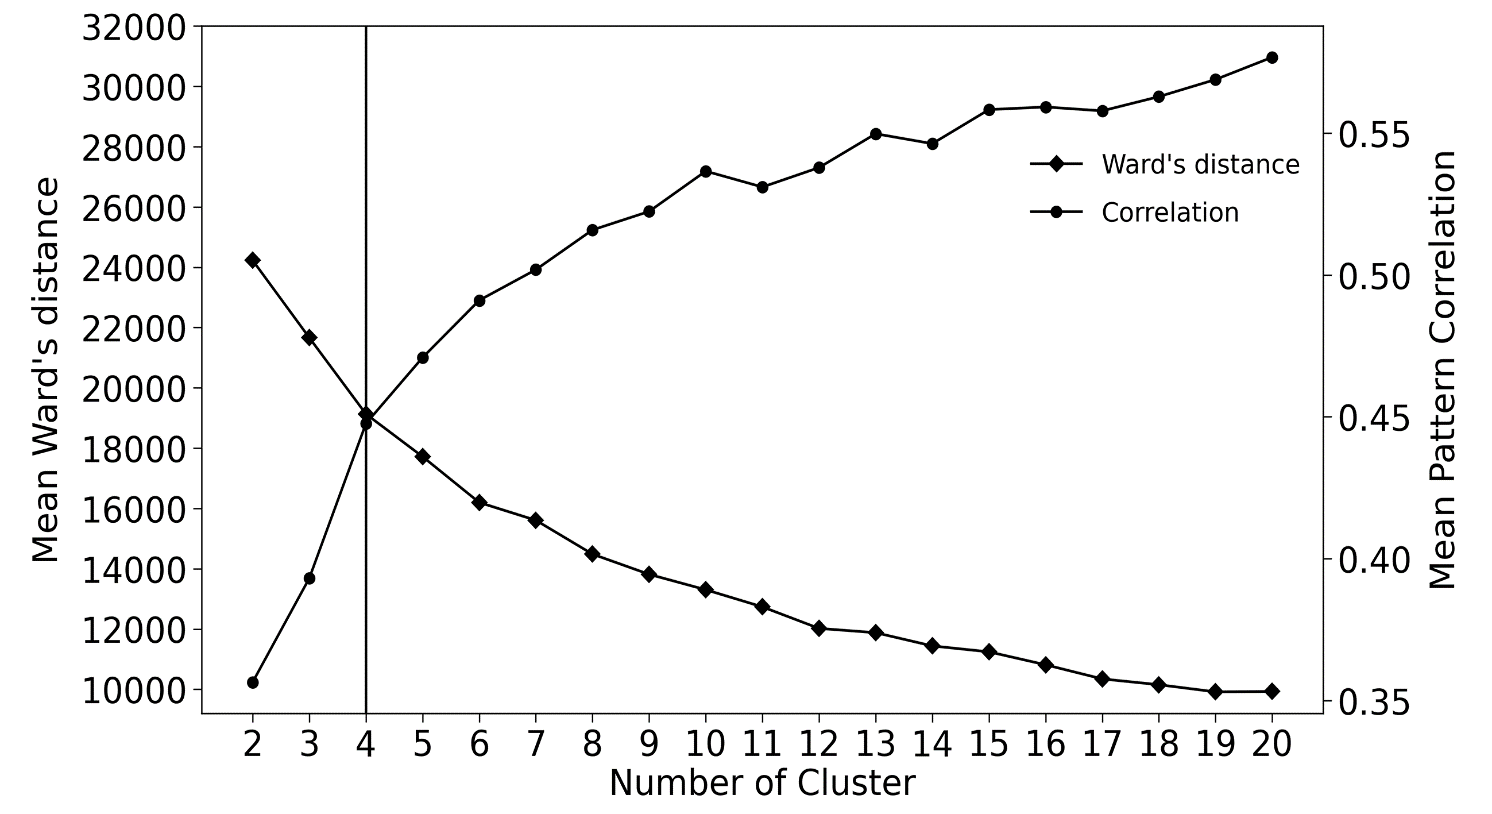 32000
30000
28000
26000
24000
22000
20000
18000
16000
14000
12000
10000
Mean Ward's distance
0.55
0.50
0.45
0.40
0.35
Mean Pattern Correlation
Ward's distance
Correlation
2 3 4 5 6 7 8 9 10 11 12 13 14 15 16 17 18 19 20
Number of Cluster